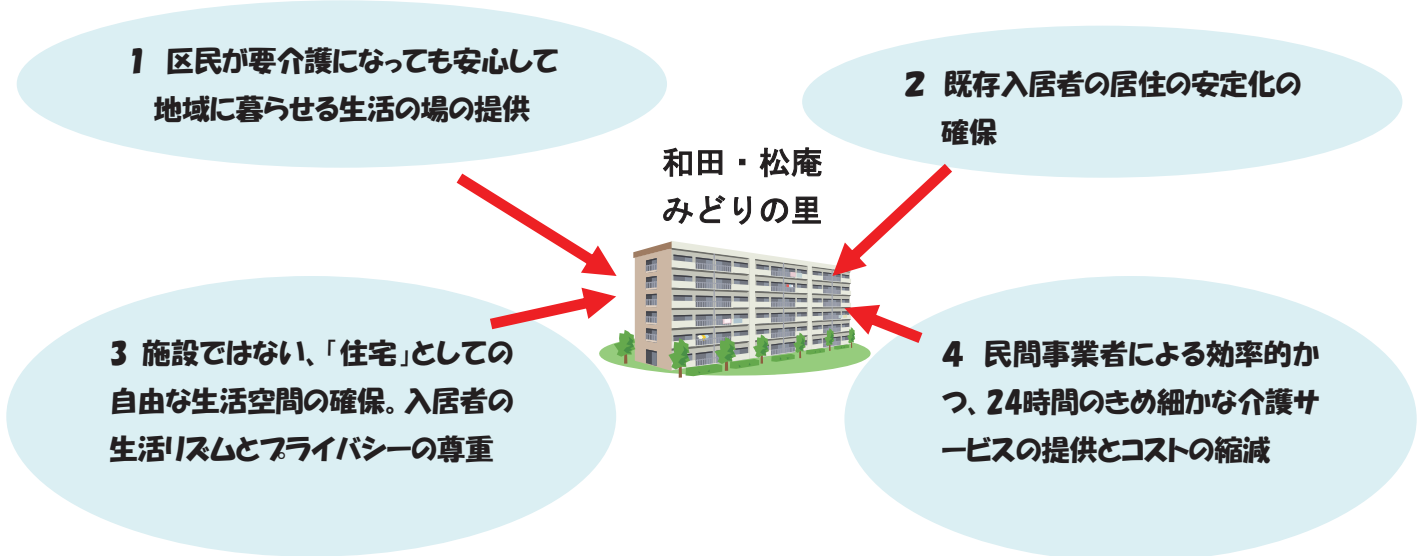 1 区民が要介護になっても安心して
地域に暮らせる生活の場の提供
2 既存入居者の居住の安定化の
確保
和田・松庵
みどりの里
3 施設ではない、「住宅」としての
自由な生活空間の確保。入居者の
生活リズムとプライバシーの尊重
4 民間事業者による効率的か
つ、24時間のきめ細かな介護サ
ービスの提供とコストの縮減